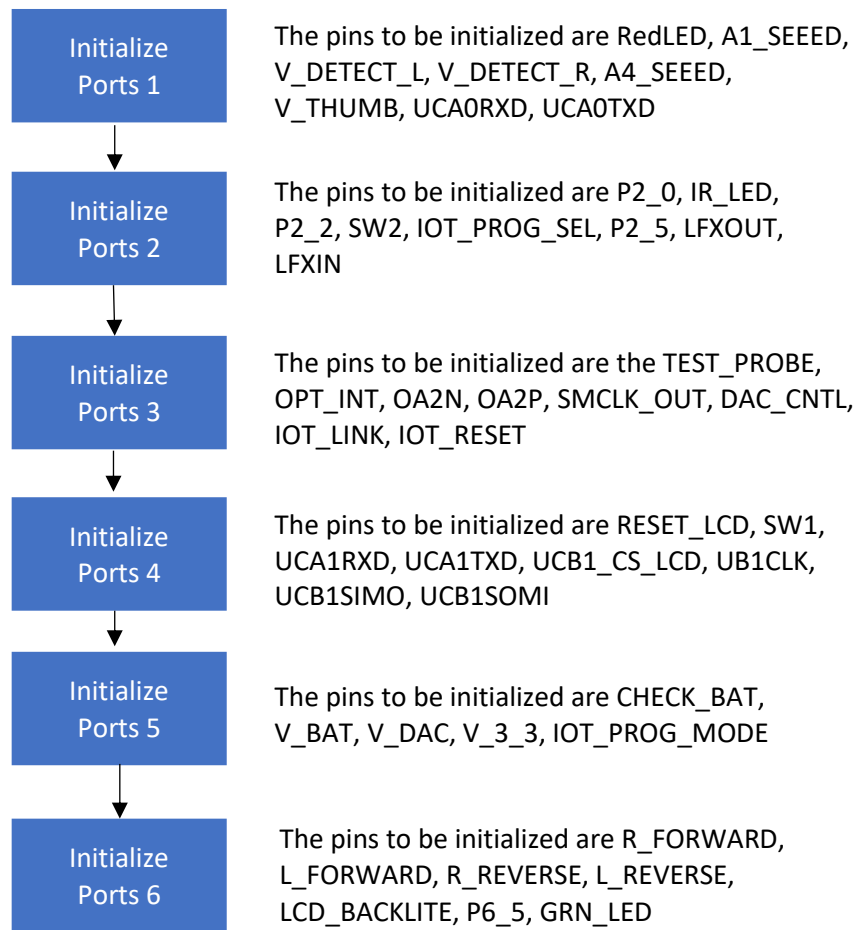 Initialize
Ports 1
The pins to be initialized are RedLED, A1_SEEED,
V_DETECT_L, V_DETECT_R, A4_SEEED,
V_THUMB, UCA0RXD, UCA0TXD
Initialize
Ports 2
The pins to be initialized are P2_0, IR_LED,
P2_2, SW2, IOT_PROG_SEL, P2_5, LFXOUT,
LFXIN
Initialize
Ports 3
The pins to be initialized are the TEST_PROBE,
OPT_INT, OA2N, OA2P, SMCLK_OUT, DAC_CNTL,
IOT_LINK, IOT_RESET
Initialize
Ports 4
The pins to be initialized are RESET_LCD, SW1,
UCA1RXD, UCA1TXD, UCB1_CS_LCD, UB1CLK,
UCB1SIMO, UCB1SOMI
Initialize
Ports 5
The pins to be initialized are CHECK_BAT,
V_BAT, V_DAC, V_3_3, IOT_PROG_MODE
Initialize
Ports 6
The pins to be initialized are R_FORWARD,
L_FORWARD, R_REVERSE, L_REVERSE,
LCD_BACKLITE, P6_5, GRN_LED